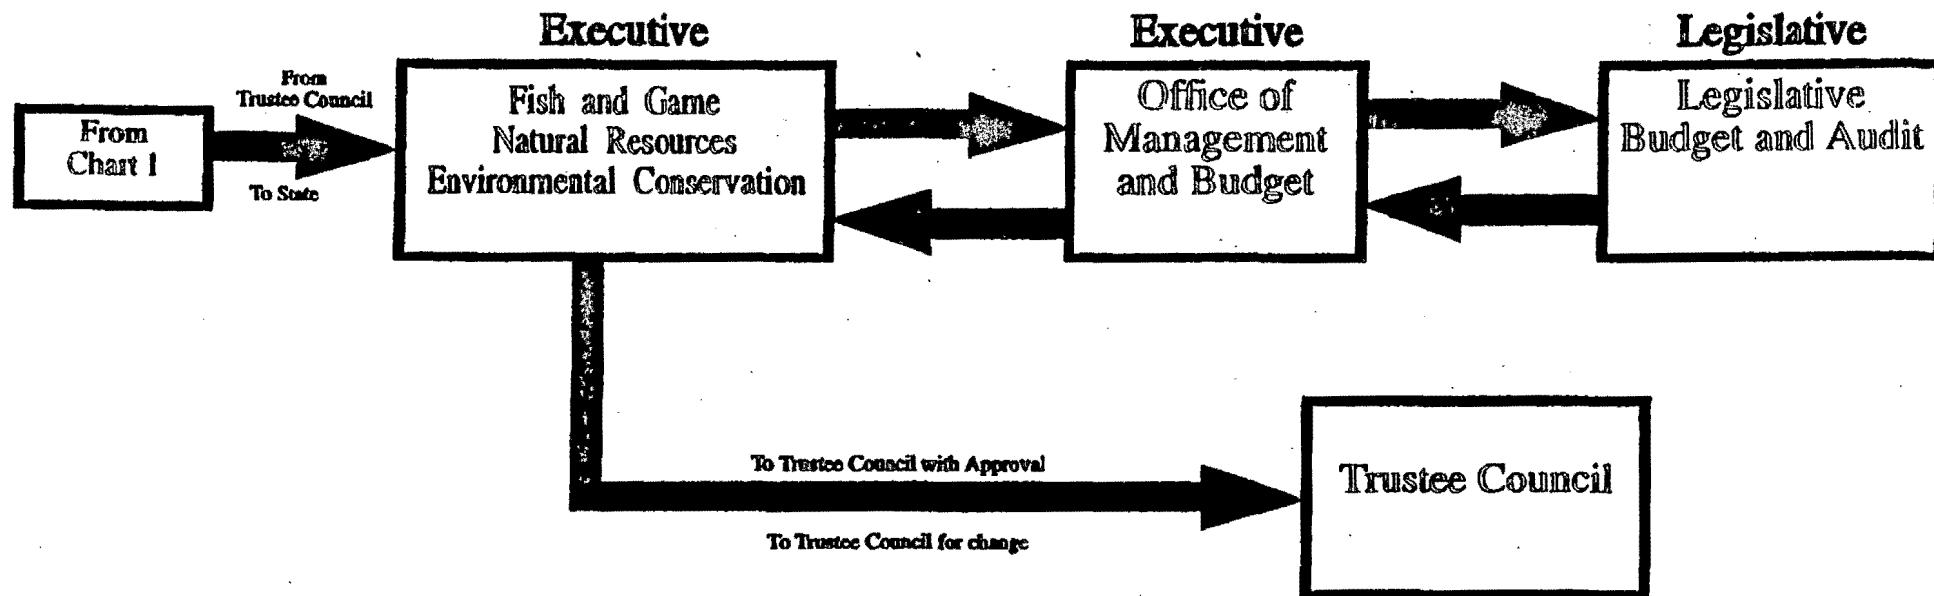 Executive
Executive
Legislative
From
Trustee Council
From
Chart 1
To State
Fish and Game
Natural Resources
Environmental Conservation
Office of
Management
and Budget
Legislative
Budget and Audit
To Trustee Council with Approval
To Trustee Council for change
Trustee Council